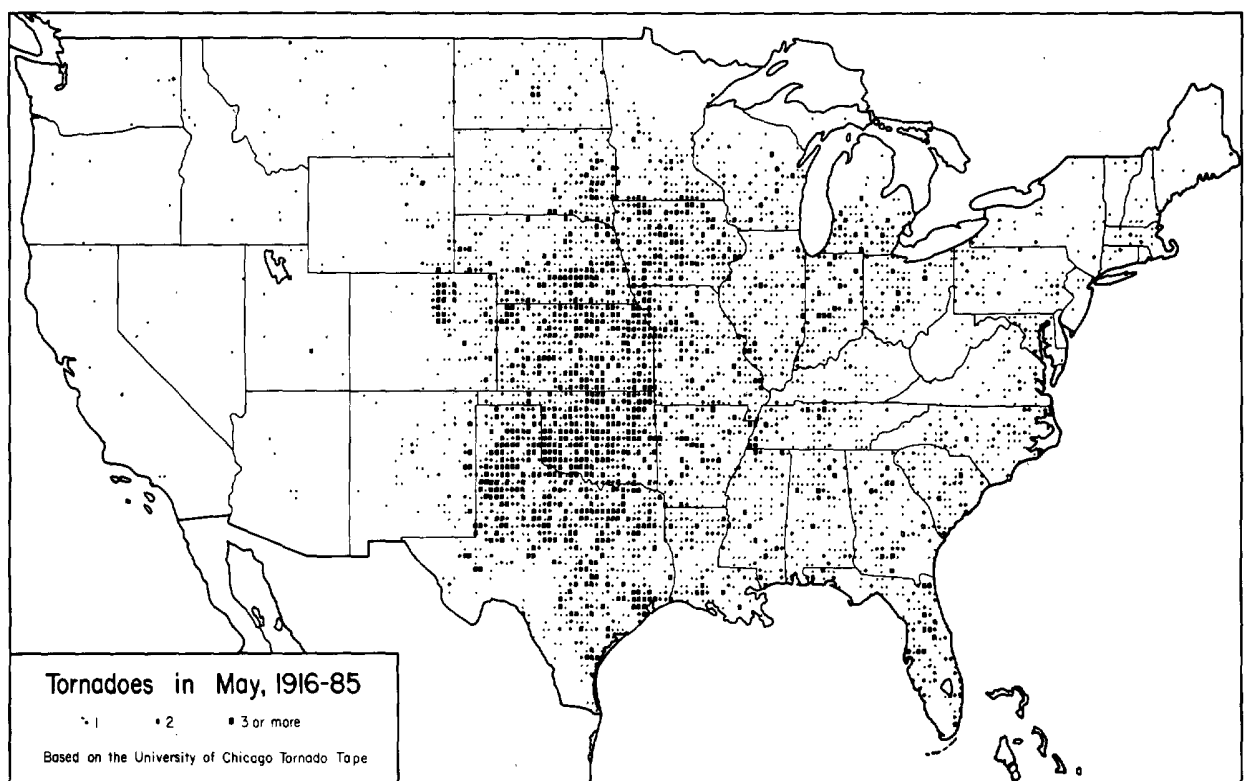 Tornadoes in May, 1916-85
1 2 3 or more
Based on the University of Chicago Tornado Tape